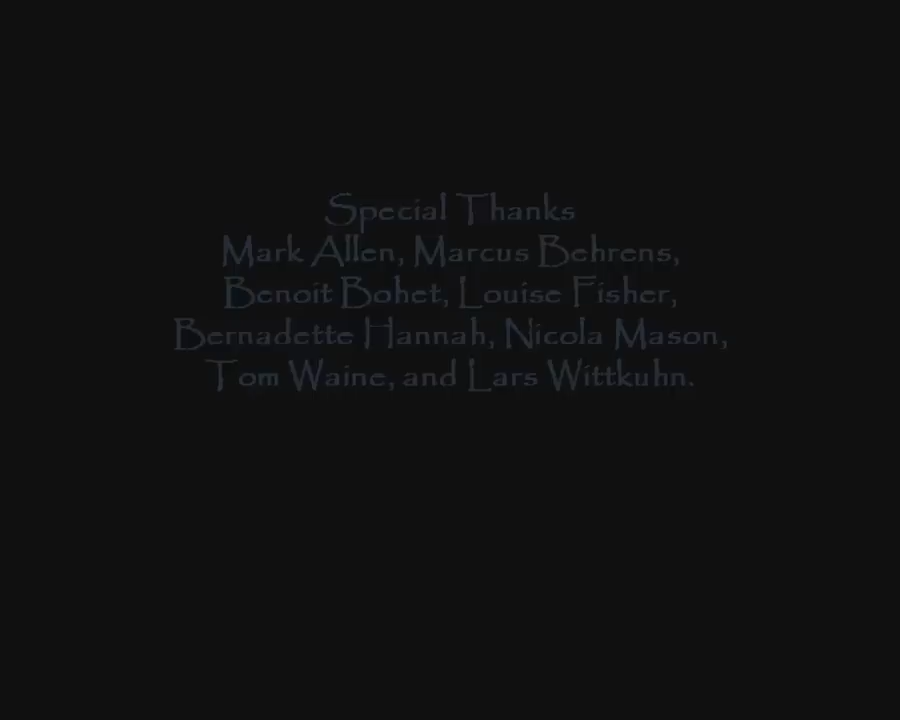 Special Thanks
Mark Allen, Marcus Behrens,
Benoit Bohet, Louise Fisher,
Bernadette Hannah, Nicola Mason,
Tom Waine, and Lars Wittkuhn.